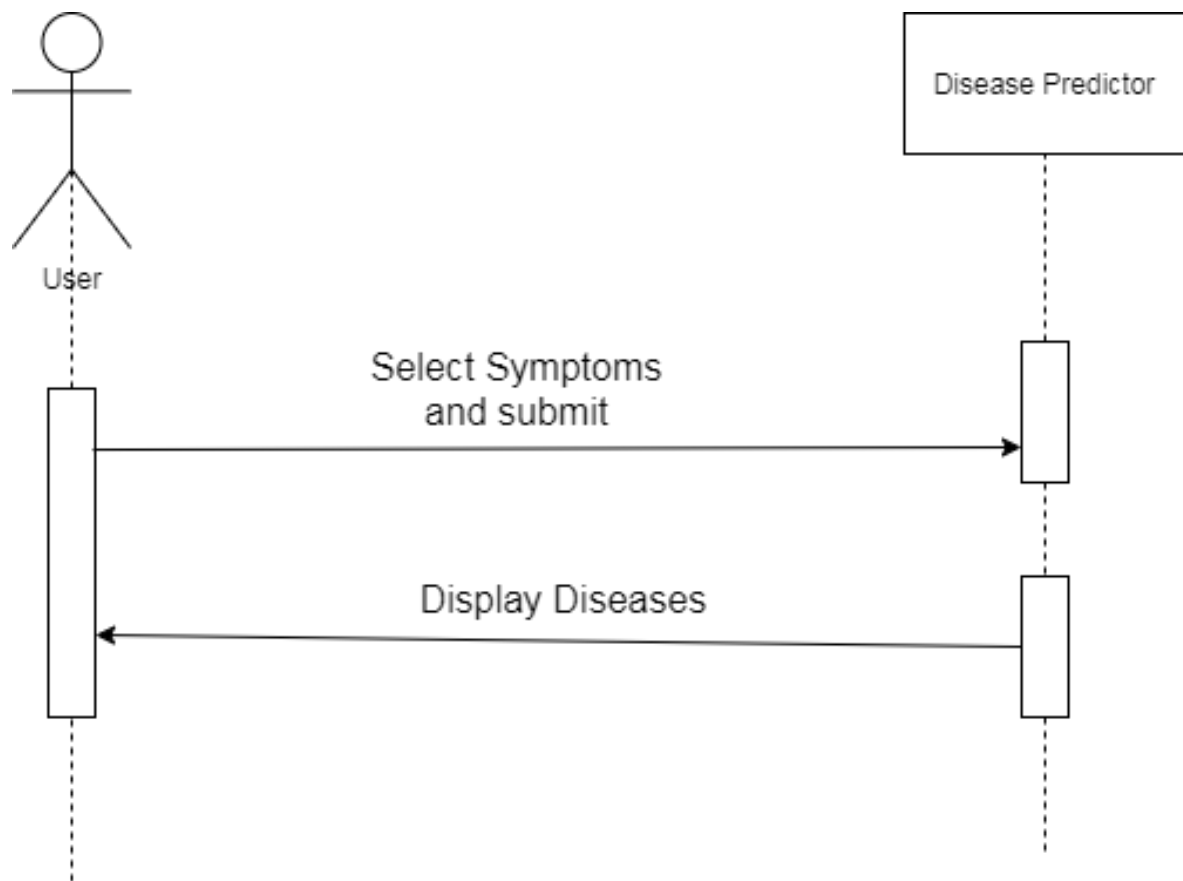 Disease Predictor
User
Select Symptoms
and submit
Display Diseases